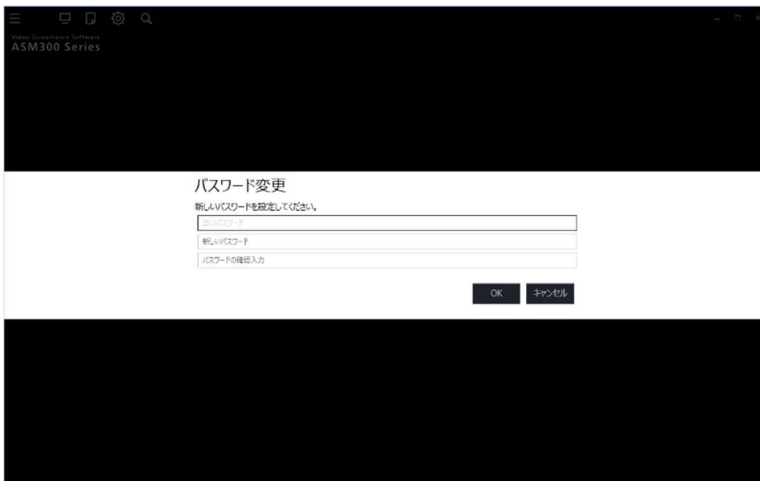 Video Surveillance Software
ASM300 Series
パスワード変更
新しいパスワードを設定してください。
古いパスワード
新しいパスワード
パスワードの確認入力
OK キャンセル